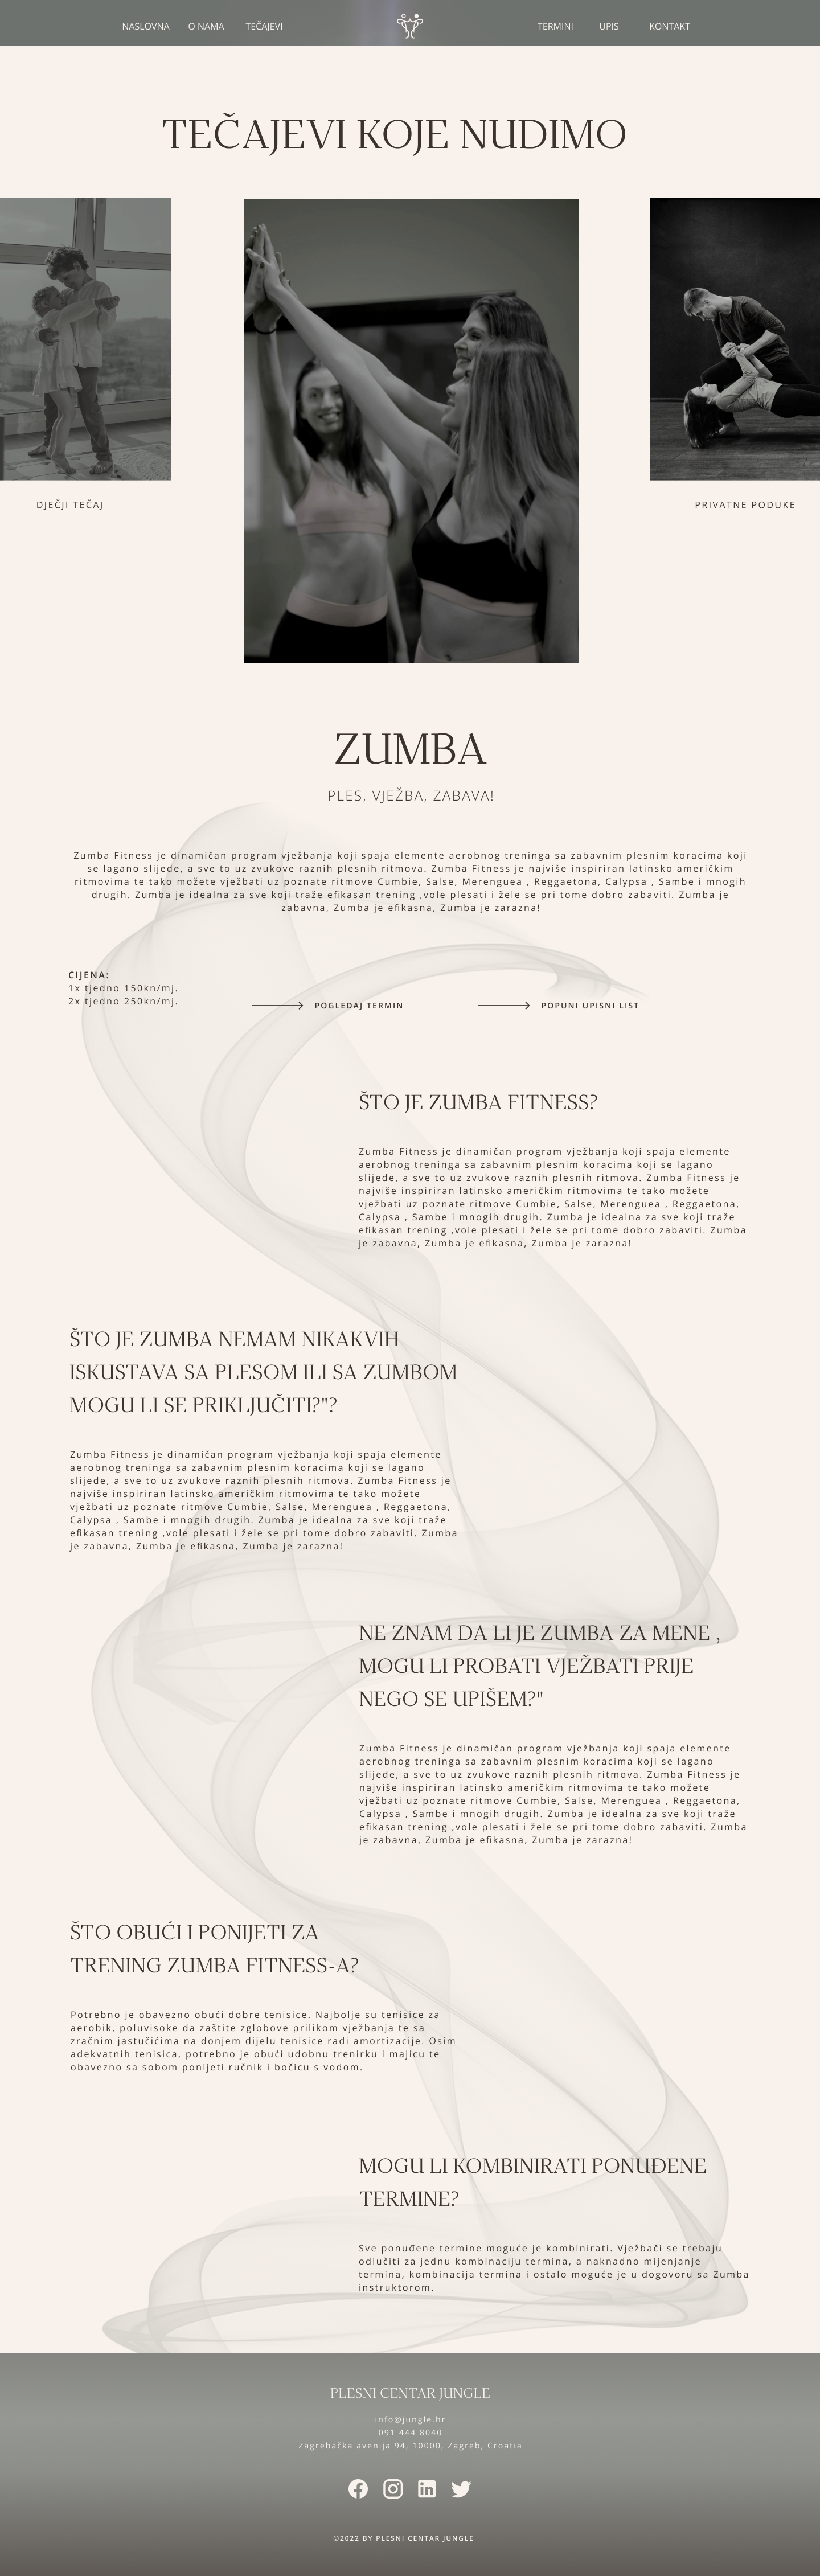 NASLOVNA O NAMA TEČAJEVI TERMINI UPIS KONTAKT
TEČAJEVI KOJE NUDIMO
DJEČJI TEČAJ
PRIVATNE PODUKE
ZUMBA
PLES, VJEŽBA, ZABAVA!
Zumba Fitness je dinamičan program vježbanja koji spaja elemente aerobnog treninga sa zabavnim plesnim koracima koji
se lagano slijede, a sve to uz zvukove raznih plesnih ritmova. Zumba Fitness je najviše inspiriran latinsko američkim
ritmovima te tako možete vježbati uz poznate ritmove Cumbie, Salse, Merenguea , Reggaetona, Calypsa , Sambe i mnogih
drugih. Zumba je idealna za sve koji traže efikasan trening ,vole plesati i žele se pri tome dobro zabaviti. Zumba je
zabavna, Zumba je efikasna, Zumba je zarazna!
CIJENA:
1x tjedno 150kn/mj.
2x tjedno 250kn/mj.
POGLEDAJ TERMIN
POPUNI UPISNI LIST
ŠTO JE ZUMBA FITNESS?
Zumba Fitness je dinamičan program vježbanja koji spaja elemente
aerobnog treninga sa zabavnim plesnim koracima koji se lagano
slijede, a sve to uz zvukove raznih plesnih ritmova. Zumba Fitness je
najviše inspiriran latinsko američkim ritmovima te tako možete
vježbati uz poznate ritmove Cumbie, Salse, Merenguea , Reggaetona,
Calypsa , Sambe i mnogih drugih. Zumba je idealna za sve koji traže
efikasan trening ,vole plesati i žele se pri tome dobro zabaviti. Zumba
je zabavna, Zumba je efikasna, Zumba je zarazna!
ŠTO JE ZUMBA NEMAM NIKAKVIH
ISKUSTAVA SA PLESOM ILI SA ZUMBOM
MOGU LI SE PRIKLJUČITI?"?
Zumba Fitness je dinamičan program vježbanja koji spaja elemente
aerobnog treninga sa zabavnim plesnim koracima koji se lagano
slijede, a sve to uz zvukove raznih plesnih ritmova. Zumba Fitness je
najviše inspiriran latinsko američkim ritmovima te tako možete
vježbati uz poznate ritmove Cumbie, Salse, Merenguea , Reggaetona,
Calypsa , Sambe i mnogih drugih. Zumba je idealna za sve koji traže
efikasan trening ,vole plesati i žele se pri tome dobro zabaviti. Zumba
je zabavna, Zumba je efikasna, Zumba je zarazna!
NE ZNAM DA LI JE ZUMBA ZA MENE ,
MOGU LI PROBATI VJEŽBATI PRIJE
NEGO SE UPIŠEM?"
Zumba Fitness je dinamičan program vježbanja koji spaja elemente
aerobnog treninga sa zabavnim plesnim koracima koji se lagano
slijede, a sve to uz zvukove raznih plesnih ritmova. Zumba Fitness je
najviše inspiriran latinsko američkim ritmovima te tako možete
vježbati uz poznate ritmove Cumbie, Salse, Merenguea , Reggaetona,
Calypsa , Sambe i mnogih drugih. Zumba je idealna za sve koji traže
efikasan trening ,vole plesati i žele se pri tome dobro zabaviti. Zumba
je zabavna, Zumba je efikasna, Zumba je zarazna!
ŠTO OBUĆI I PONIJETI ZA
TRENING ZUMBA FITNESS-A?
Potrebno je obavezno obući dobre tenisice. Najbolje su tenisice za
aerobik, poluvisoke da zaštite zglobove prilikom vježbanja te sa
zračnim jastučićima na donjem dijelu tenisice radi amortizacije. Osim
adekvatnih tenisica, potrebno je obući udobnu trenirku i majicu te
obavezno sa sobom ponijeti ručnik i bočicu s vodom.
MOGU LI KOMBINIRATI PONUĐENE
TERMINE?
Sve ponuđene termine moguće je kombinirati. Vježbači se trebaju
odlučiti za jednu kombinaciju termina, a naknadno mijenjanje
termina, kombinacija termina i ostalo moguće je u dogovoru sa Zumba
instruktorom.
PLESNI CENTAR JUNGLE
info@jungle.hr
091 444 8040
Zagrebačka avenija 94, 10000, Zagreb, Croatia
©2022 BY PLESNI CENTAR JUNGLE